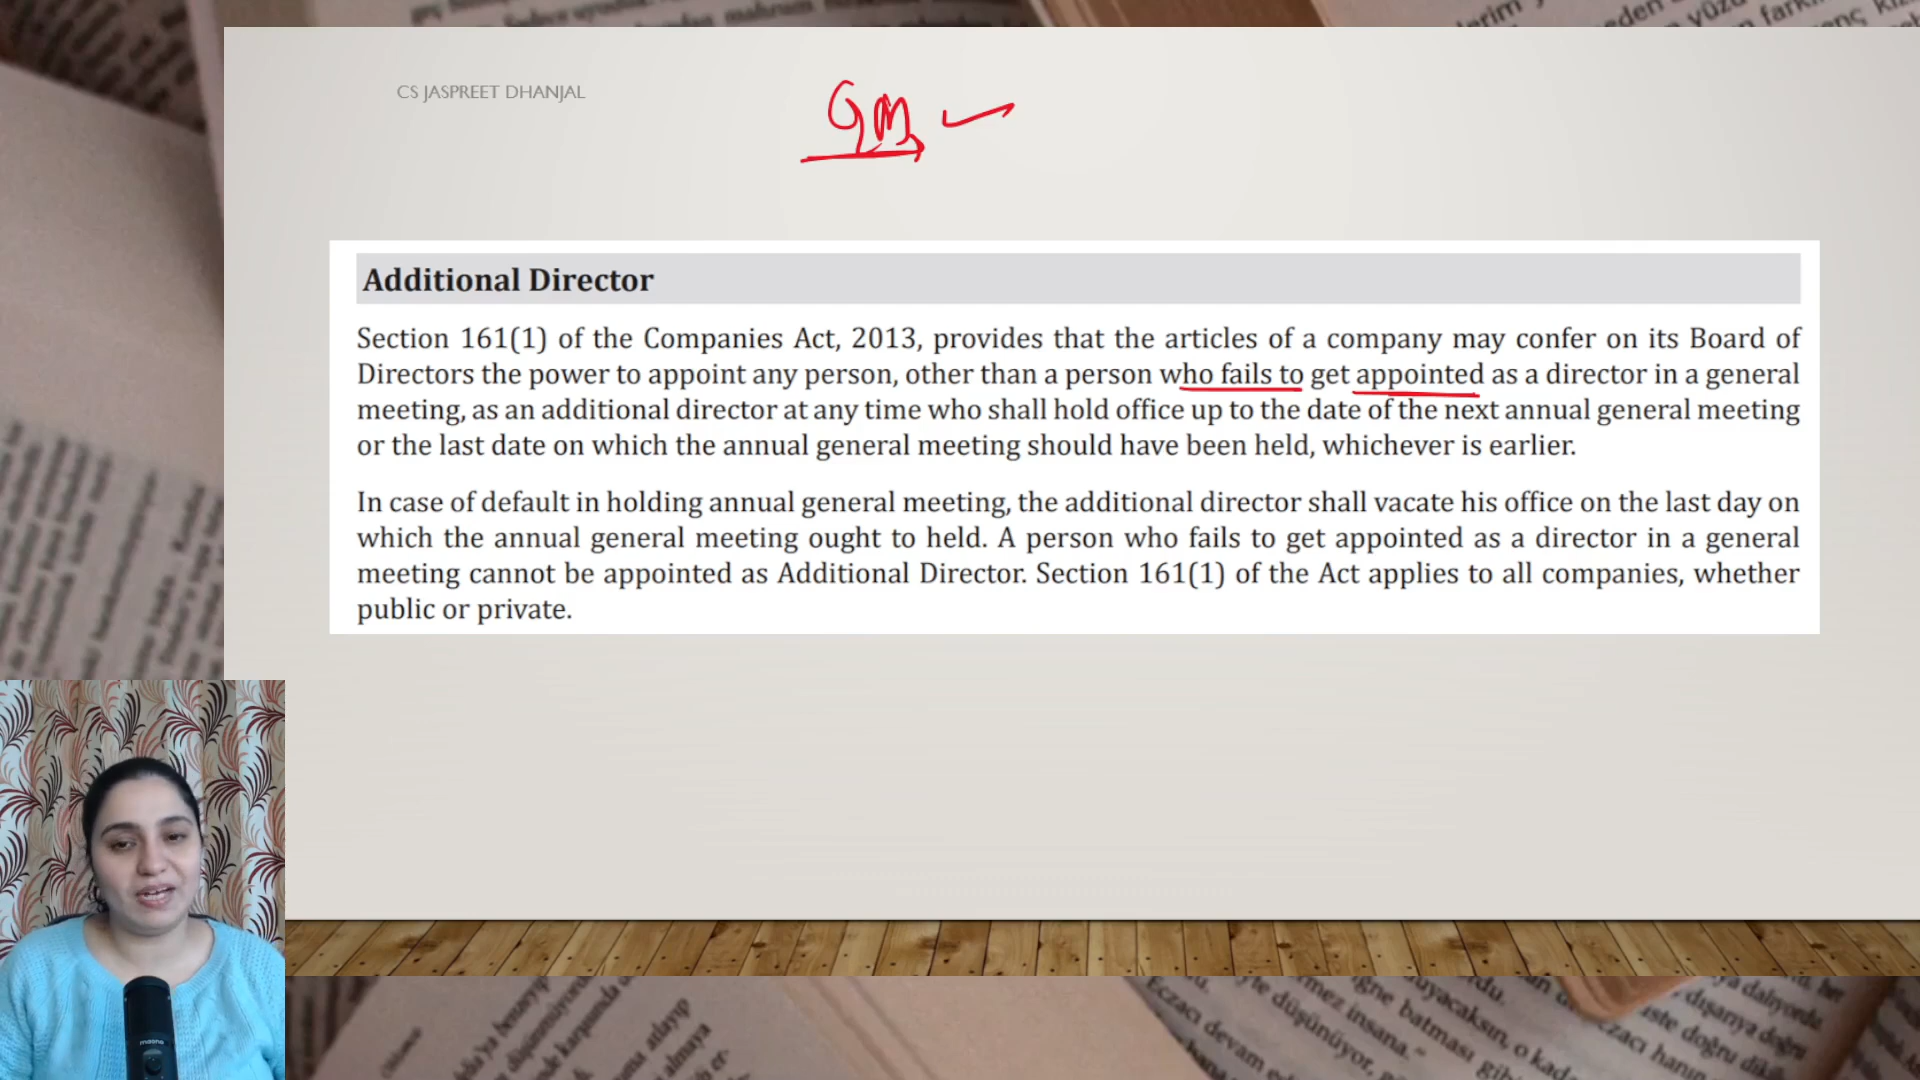 CS JASPREET DHANJAL
GM
Additional Director
Section 161(1) of the Companies Act, 2013, provides that the articles of a company may confer on its Board of
Directors the power to appoint any person, other than a person who fails to get appointed as a director in a general
meeting, as an additional director at any time who shall hold office up to the date of the next annual general meeting
or the last date on which the annual general meeting should have been held, whichever is earlier.
In case of default in holding annual general meeting, the additional director shall vacate his office on the last day on
which the annual general meeting ought to held. A person who fails to get appointed as a director in a general
meeting cannot be appointed as Additional Director. Section 161(1) of the Act applies to all companies, whether
public or private.